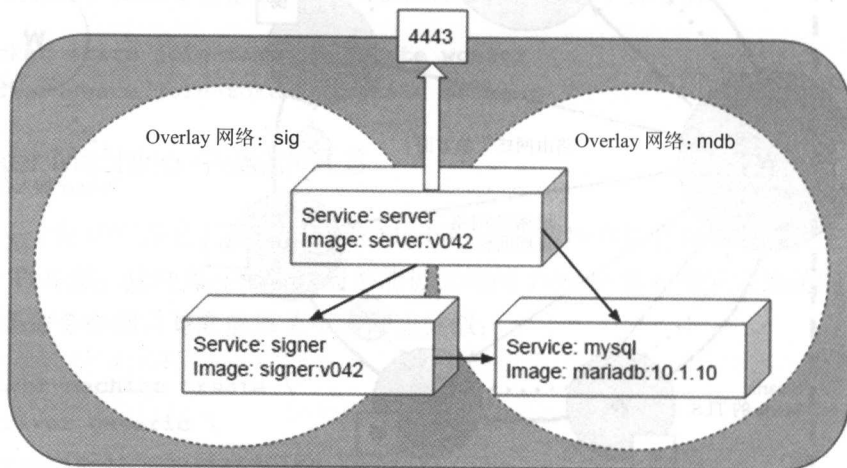 4443
Overlay 网络：sig
Overlay 网络：mdb
Service: server
Image: server:v042
Service: signer
Image: signer:v042
Service: mysql
Image: mariadb:10.1.10